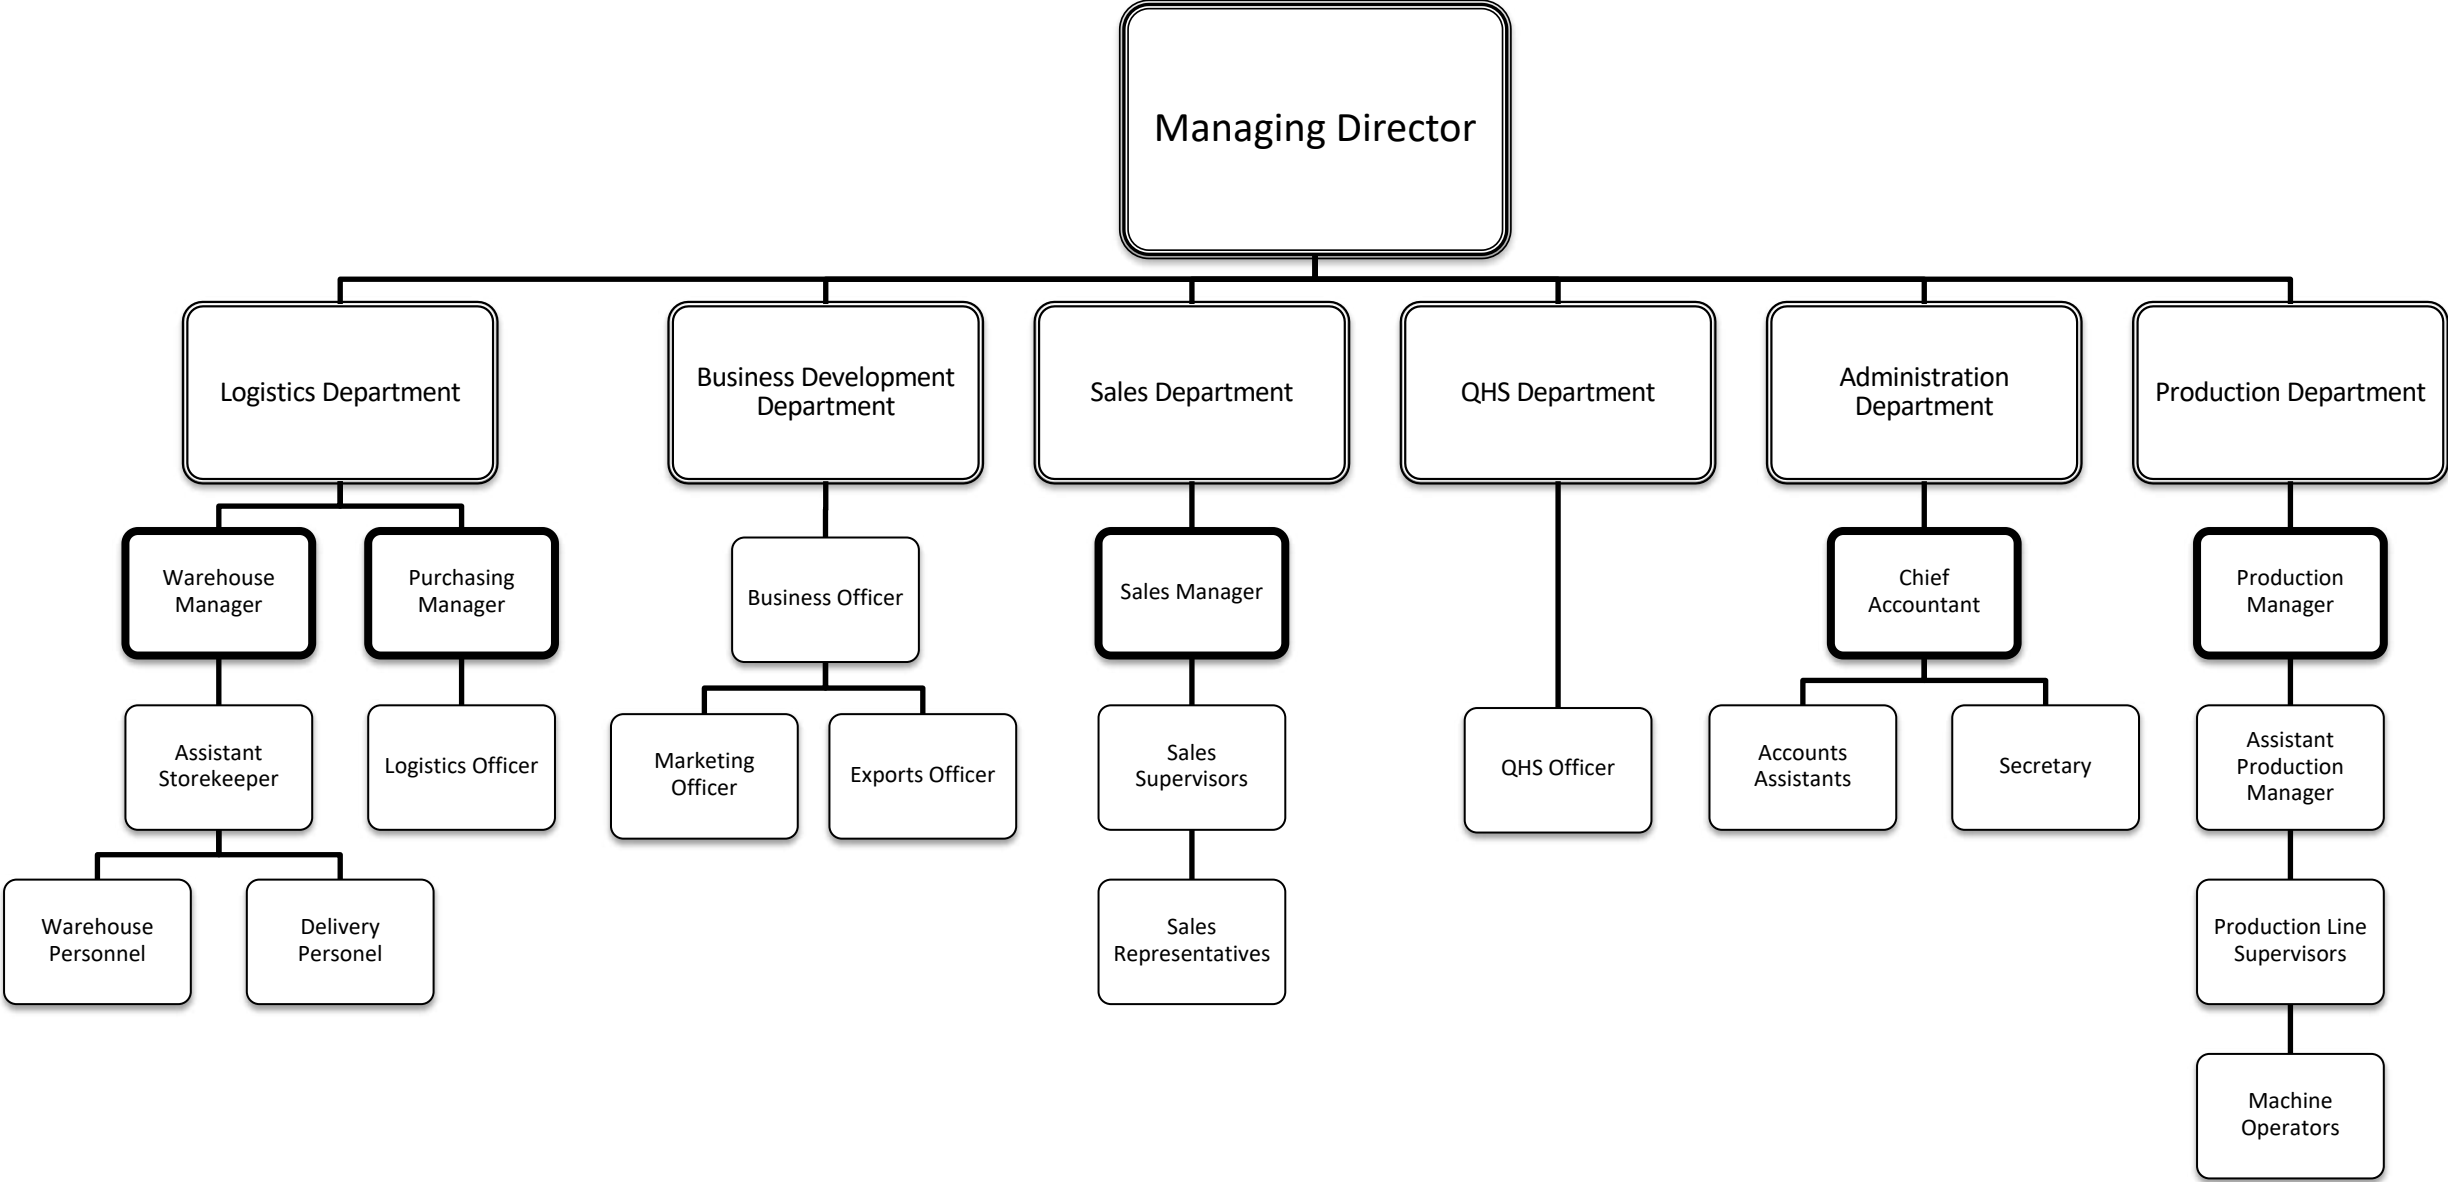 Managing Director
Logistics Department
Business Development
Department
Sales Department
QHS Department
Administration
Department
Production Department
Warehouse
Manager
Purchasing
Manager
Business Officer
Sales Manager
Chief
Accountant
Production
Manager
Assistant
Storekeeper
Logistics Officer
Marketing
Officer
Exports Officer
Sales
Supervisors
QHS Officer
Accounts
Assistants
Secretary
Assistant
Production
Manager
Warehouse
Personnel
Delivery
Personel
Sales
Representatives
Production Line
Supervisors
Machine
Operators